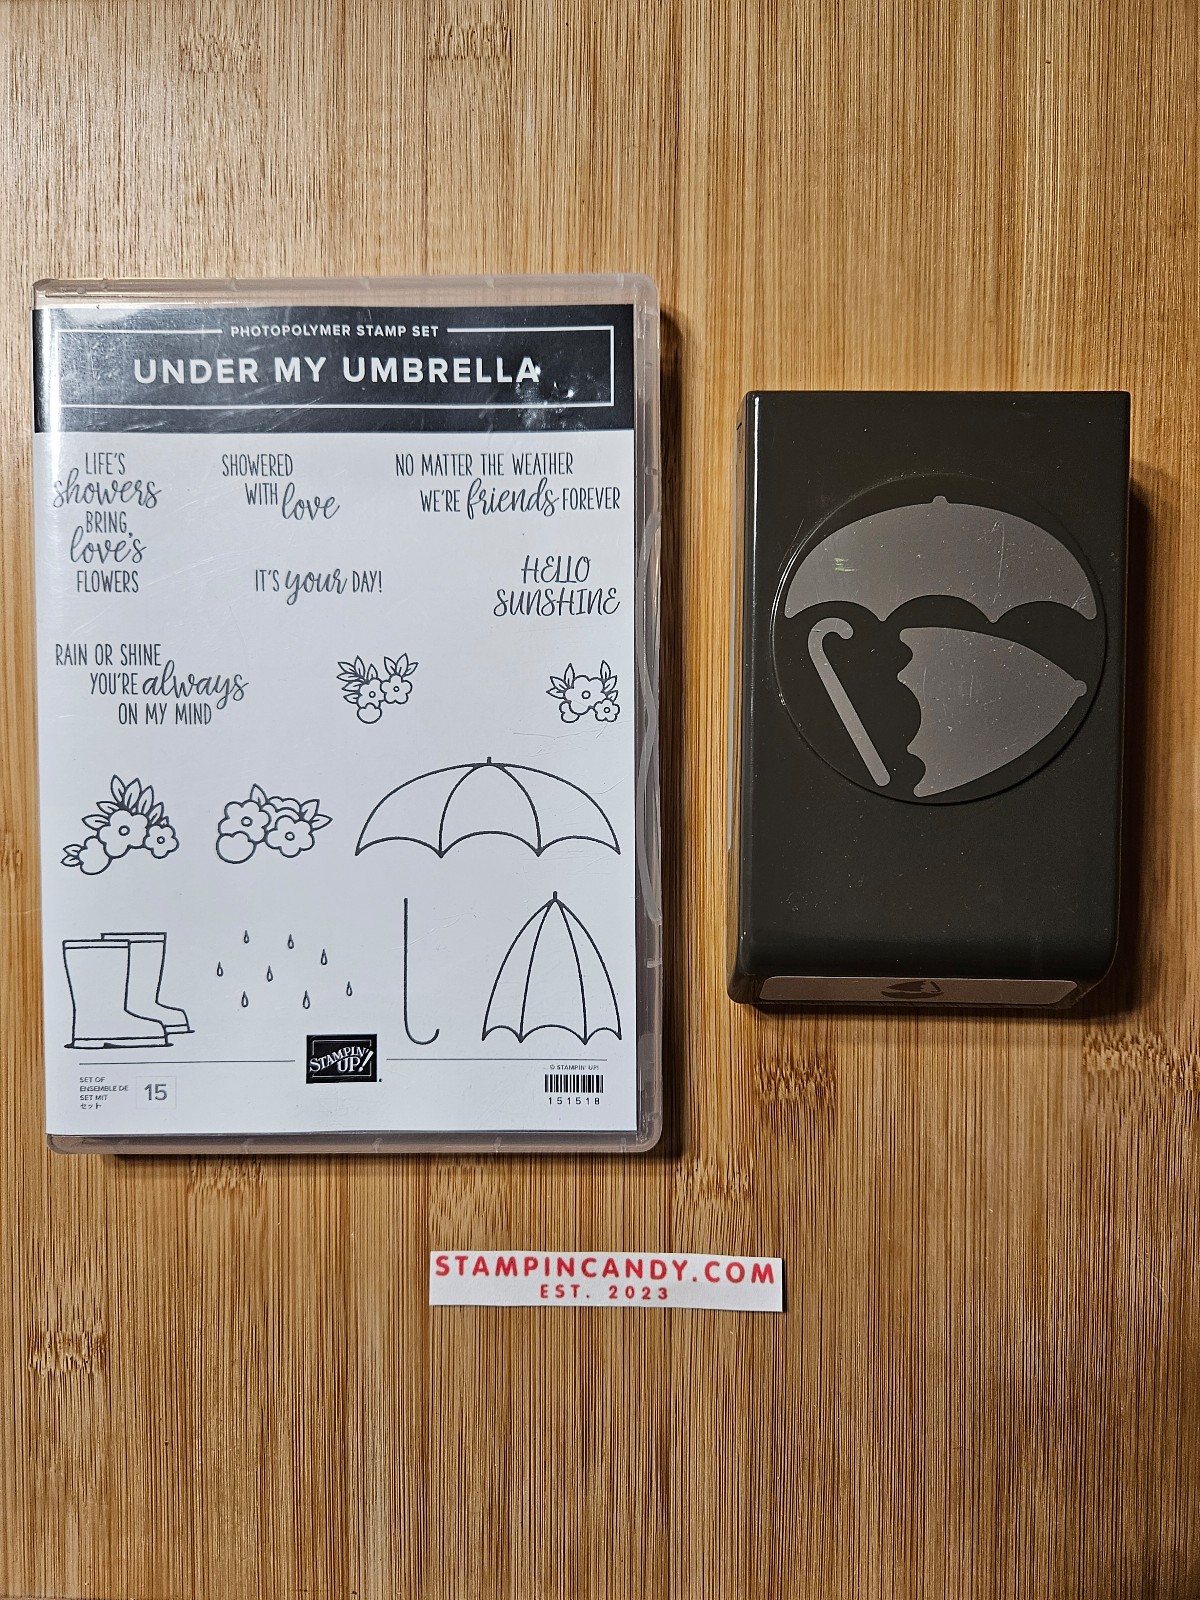 PHOTOPOLYMER STAMP SET
UNDER MY UMBRELLA
LIFE'S
showers
BRING
love's
FLOWERS
SHOWERED
WITH love
NO MATTER THE WEATHER
WE'RE friends FOREVER
IT'S your DAY!
HELLO
SUNSHINE
RAIN OR SHINE
YOU'RE always
ON MY MIND
STAMPIN'
UP!
SET OF
ENSEMBLE DE
SET MIT
セット
15
© STAMPIN' UP!
151518
STAMPINCANDY.COM
EST. 2023